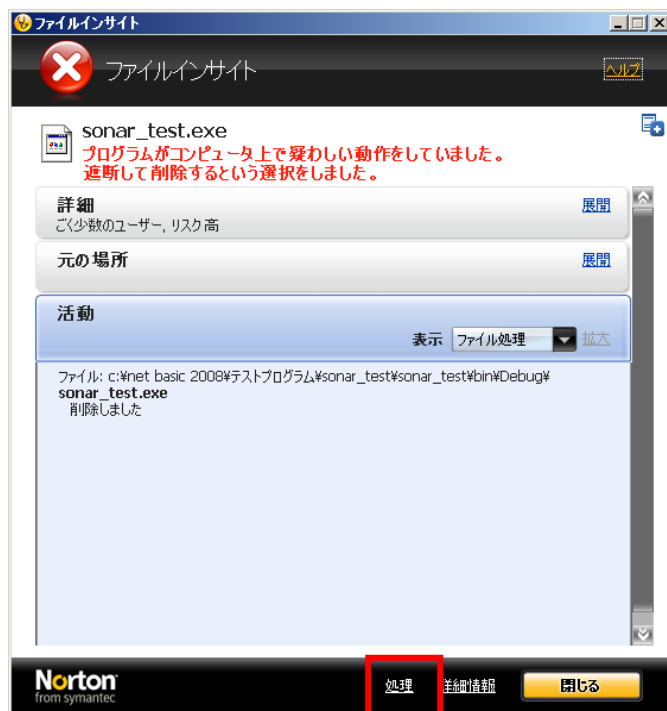 ファイルインサイト
ファイルインサイト
ヘルプ
sonar_test.exe
プログラムがコンピュータ上で疑わしい動作をしていました。
遮断して削除するという選択をしました。
詳細
展開
ごく少数のユーザー, リスク高
元の場所
展開
活動
表示 ファイル処理 拡大
ファイル: c:¥net basic 2008¥テストプログラム¥sonar_test¥sonar_test¥bin¥Debug¥
sonar_test.exe
削除しました
Norton
from symantec
処理 詳細情報 閉じる